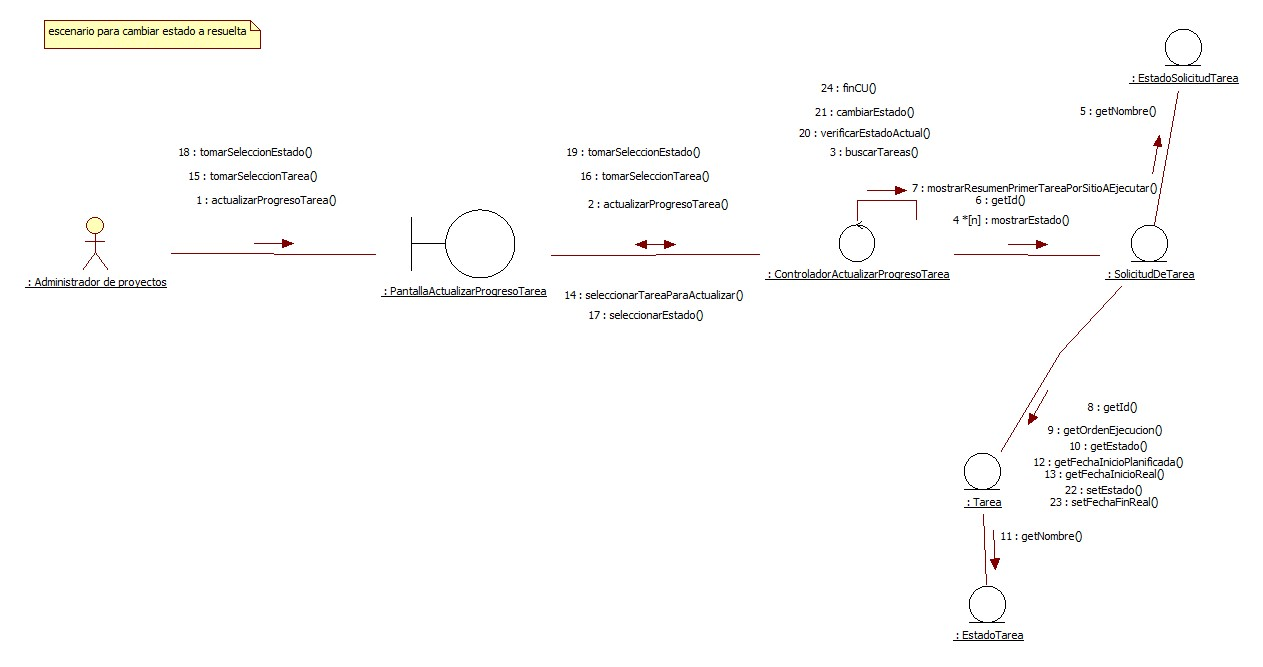 escenario para cambiar estado a resuelta
: EstadoSolicitudTarea
24 : finCU()
21 : cambiarEstado()
5 : getNombre()
20 : verificarEstadoActual()
18 : tomarSeleccionEstado()
19 : tomarSeleccionEstado()
3 : buscarTareas()
15 : tomarSeleccionTarea()
16 : tomarSeleccionTarea()
7 : mostrarResumenPrimerTareaPorSitioAEjecutar()
1 : actualizarProgresoTarea()
2 : actualizarProgresoTarea()
6 : getId()
4 *[n] : mostrarEstado()
: Administrador de proyectos
: PantallaActualizarProgresoTarea
: ControladorActualizarProgresoTarea
: SolicitudDeTarea
14 : seleccionarTareaParaActualizar()
17 : seleccionarEstado()
8 : getId()
9 : getOrdenEjecucion()
10 : getEstado()
12 : getFechaInicioPlanificada()
13 : getFechaInicioReal()
22 : setEstado()
23 : setFechaFinReal()
: Tarea
11 : getNombre()
: EstadoTarea